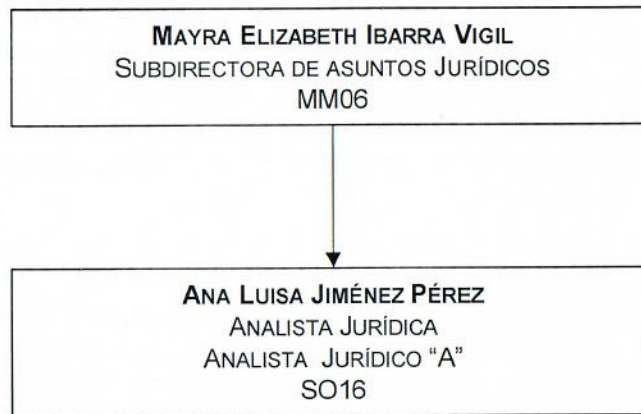 MAYRA ELIZABETH IBARRA VIGIL
SUBDIRECTORA DE ASUNTOS JURÍDICOS
MM06
ANA LUISA JIMÉNEZ PÉREZ
ANALISTA JURÍDICA
ANALISTA JURÍDICO “A”
SO16